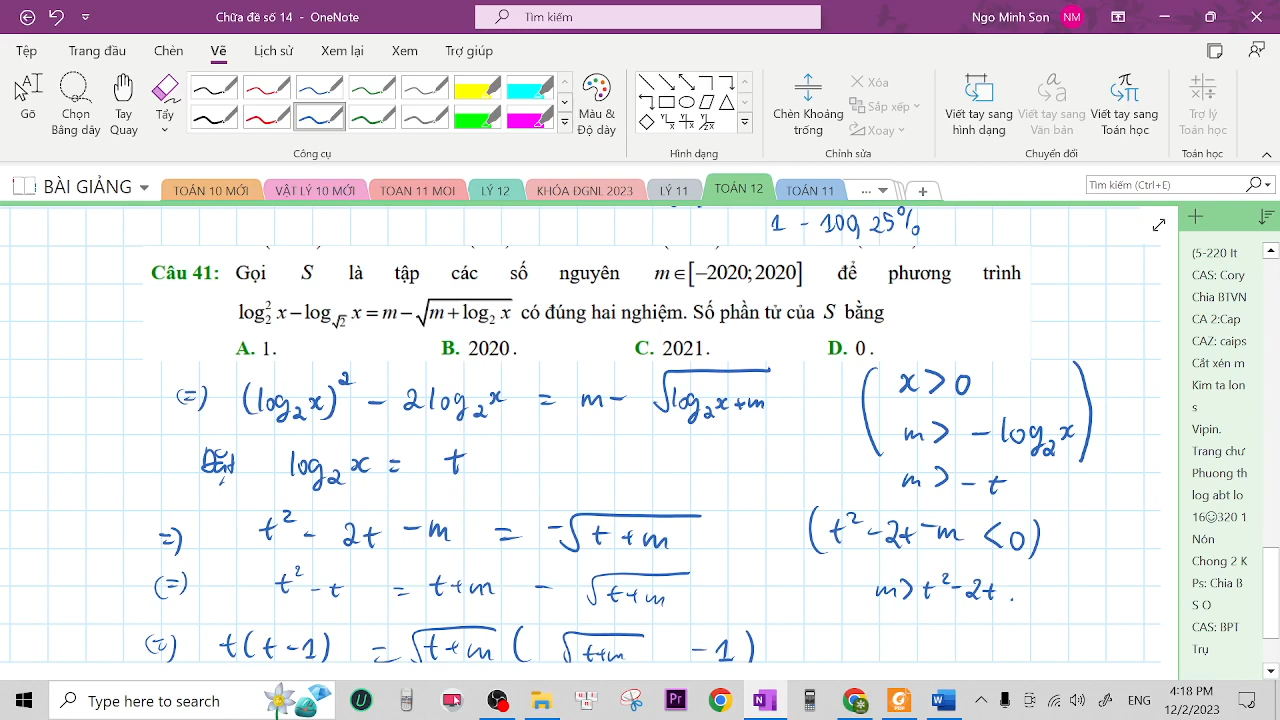 Chữa đề số 14 - OneNote
Tìm kiếm
Ngo Minh Son NM
Tệp Trang đầu Chèn Vẽ Lịch sử Xem lại Xem Trợ giúp
Gõ
Chọn Bảng dây
Tay Quay
Tẩy
Màu & Độ dày
Chèn Khoảng trống
Xóa
Sắp xếp
Xoay
Viết tay sang hình dạng
Viết tay sang Văn bản
Viết tay sang Toán học
Tự lý Toán học
Công cụ Hình dạng Chỉnh sửa Chuyển đổi Toán học
BÀI GIẢNG TOÁN 10 MỚI VẬT LÝ 10 MỚI TOAN 11 MOI LÝ 12 KHÓA ĐGNL 2023 LÝ 11 TOÁN 12 TOÁN 11 ... +
Tìm kiếm (Ctrl+E)
Câu 41: Gọi S là tập các số nguyên m ∈ [−2020; 2020] để phương trình
log₂² x − log_√2 x = m − √(m + log₂ x) có đúng hai nghiệm. Số phần tử của S bằng
A. 1. B. 2020. C. 2021. D. 0.
(=) (log₂x)² - 2log₂x = m - √(log₂x+m)
x > 0
m > - log₂x
log₂x = t
m > - t
=) t² - 2t - m = -√(t+m)
(t² - 2t - m < 0)
(=) t² - t = t+m - √(t+m)
m > t² - 2t.
(=) t(t-1) = √(t+m) ( √(t+m) - 1)
(5-220 lt
CAS: Cory
Chia BTVN
CA 2:Cap
CAZ: caips
Cắt xén m
Kim ta lon
s
Vipin.
Trang chư
Phuong th
log abt lo
16☺320 1
Nón
Chong 2 K
Ps: Chia B
S O
CAS: BPT
Trụ
Type here to search
ENG
4:18 PM
12/2/2023